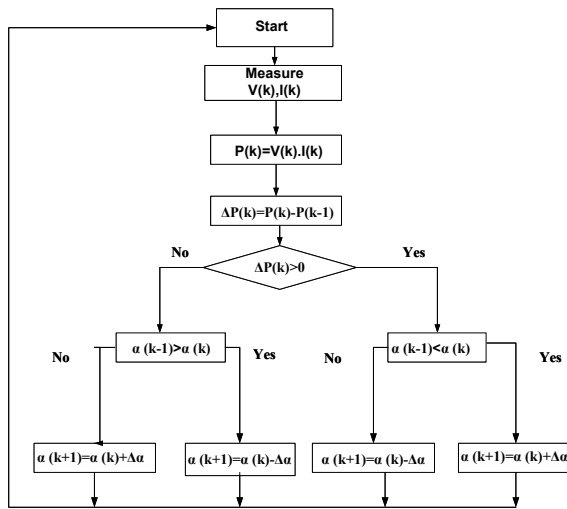 Start
Measure
V(k),I(k)
P(k)=V(k).I(k)
ΔP(k)=P(k)-P(k-1)
No
Yes
ΔP(k)>0
α (k-1)>α (k)
α (k-1)<α (k)
No
Yes
No
Yes
α (k+1)=α (k)+Δα
α (k+1)=α (k)-Δα
α (k+1)=α (k)-Δα
α (k+1)=α (k)+Δα